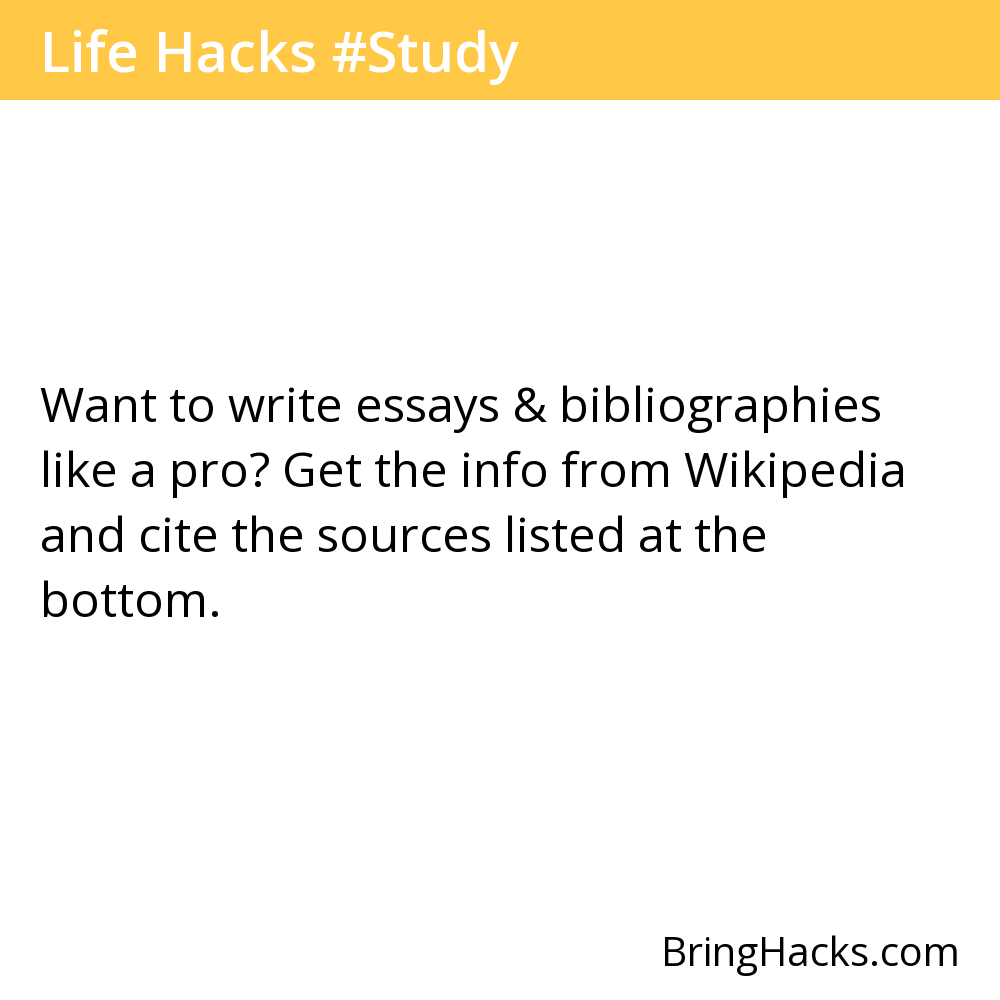 Life Hacks #Study
Want to write essays & bibliographies
like a pro? Get the info from Wikipedia
and cite the sources listed at the
bottom.
BringHacks.com